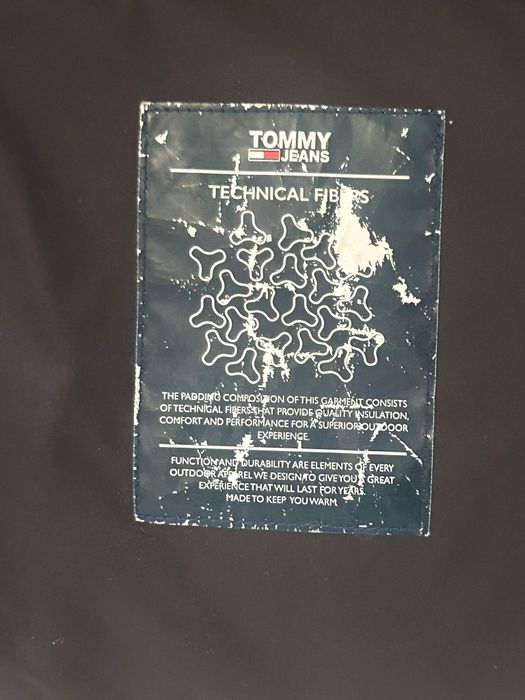 TOMMY
JEANS
TECHNICAL FIBERS
THE PADDING COMPOSITION OF THIS GARMENT CONSISTS
OF TECHNICAL FIBERS THAT PROVIDE QUALITY INSULATION,
COMFORT AND PERFORMANCE FOR A SUPERIOR OUTDOOR
EXPERIENCE.
FUNCTION AND DURABILITY ARE ELEMENTS OF EVERY
OUTDOOR APPAREL WE DESIGN TO GIVE YOU A GREAT
EXPERIENCE THAT WILL LAST FOR YEARS.
MADE TO KEEP YOU WARM